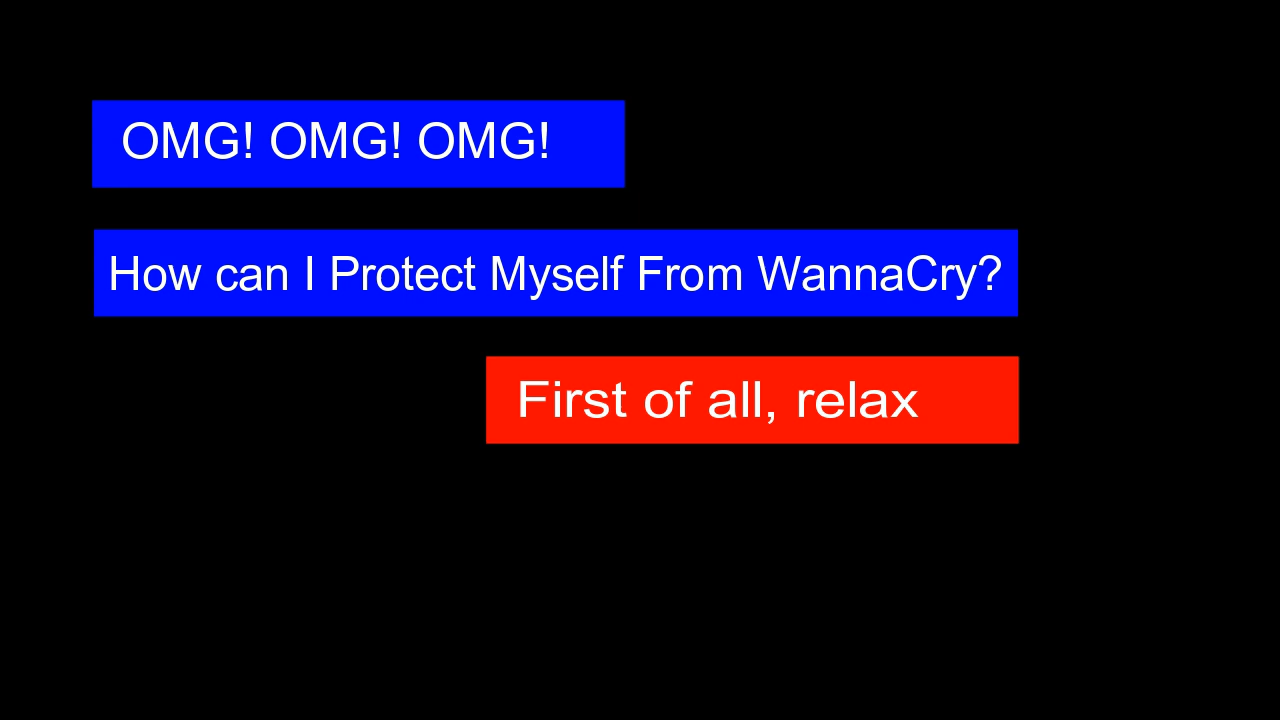 OMG! OMG! OMG!
How can I Protect Myself From WannaCry?
First of all, relax